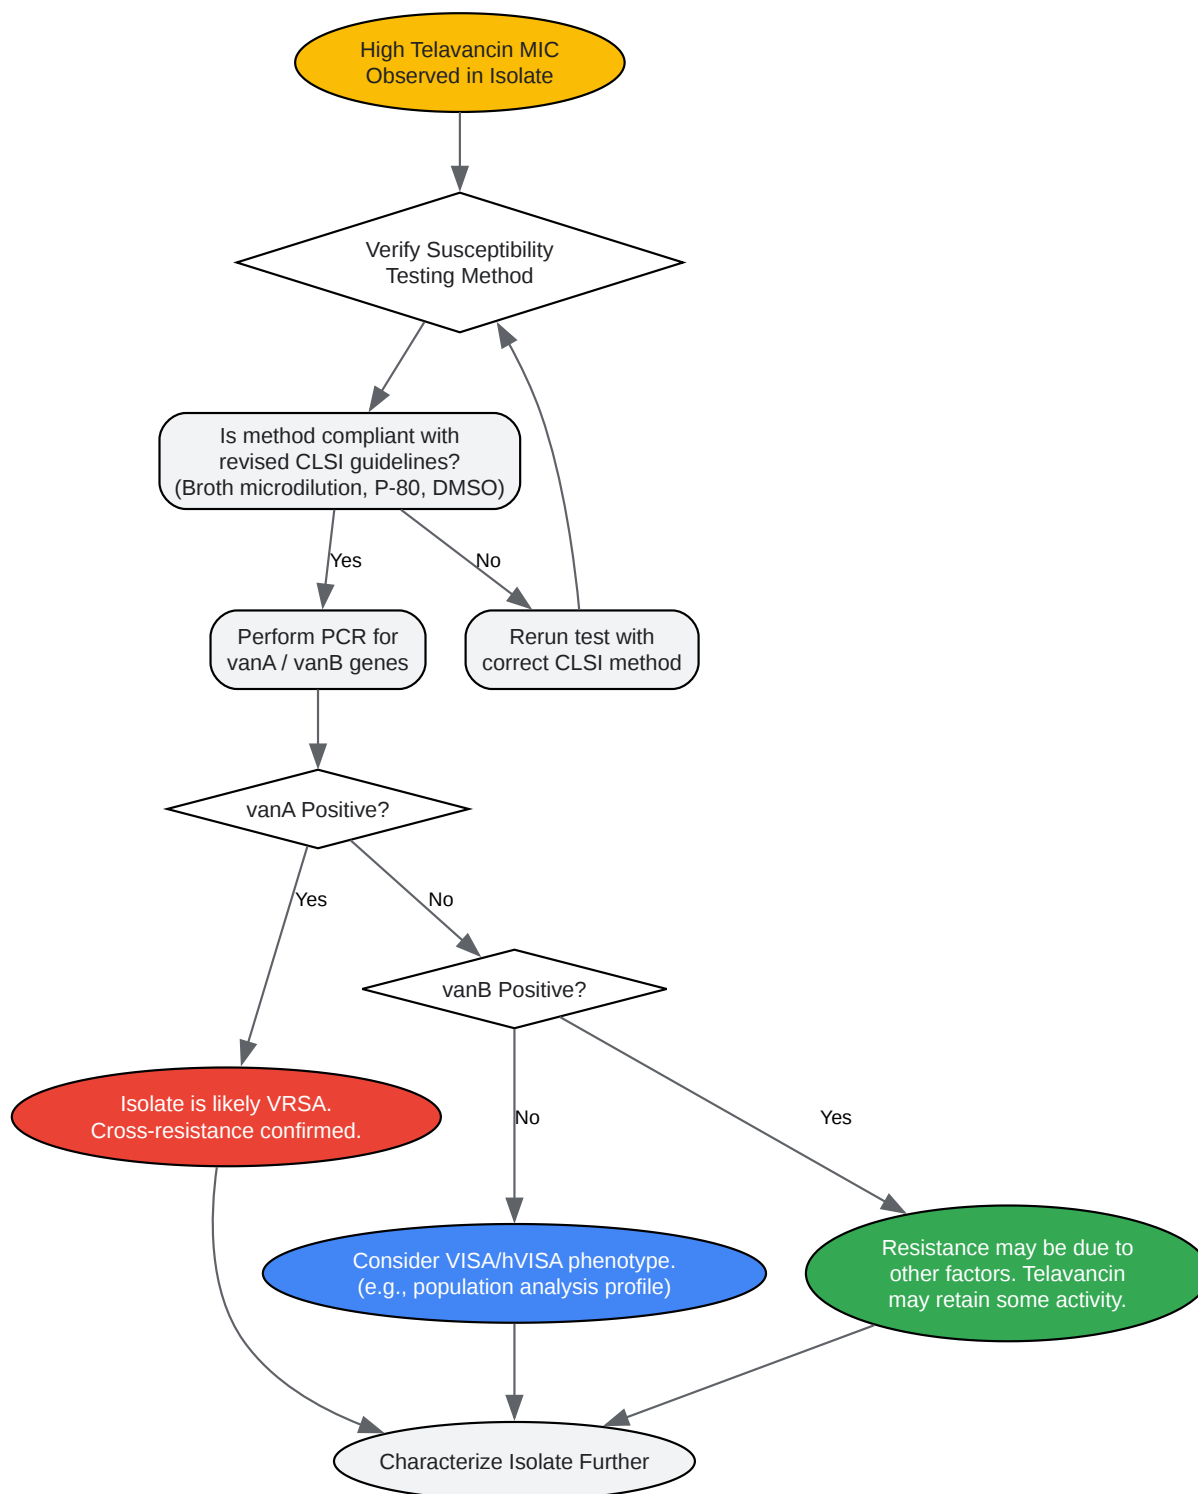 High Telavancin MIC
Observed in Isolate
Verify Susceptibility
Testing Method
Is method compliant with
revised CLSI guidelines?
(Broth microdilution, P-80, DMSO)
Yes
No
Perform PCR for
vanA / vanB genes
Rerun test with
correct CLSI method
vanA Positive?
Yes
No
vanB Positive?
Isolate is likely VRSA.
Cross-resistance confirmed.
No
Yes
Consider VISA/hVISA phenotype.
(e.g., population analysis profile)
Resistance may be due to
other factors. Telavancin
may retain some activity.
Characterize Isolate Further